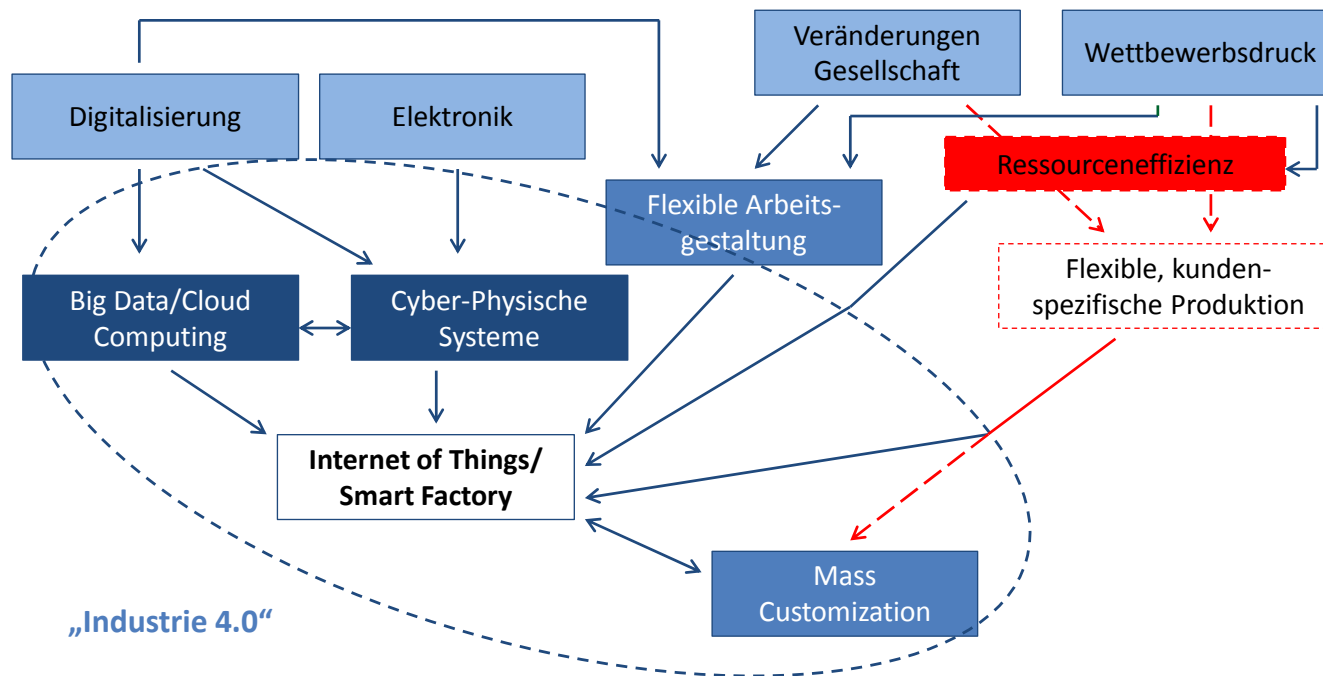 Veränderungen
Gesellschaft
Wettbewerbsdruck
Digitalisierung
Elektronik
Ressourceneffizienz
Flexible Arbeits-
gestaltung
Flexible, kunden-
spezifische Produktion
Big Data/Cloud
Computing
Cyber-Physische
Systeme
Internet of Things/
Smart Factory
Mass
Customization
„Industrie 4.0“